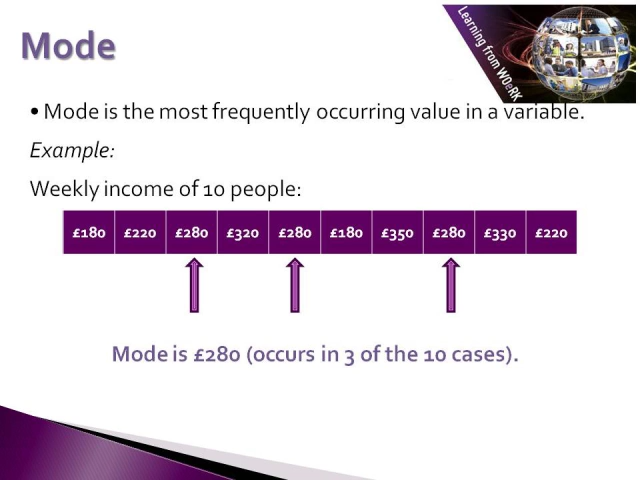 Mode
Learning from WOeRK
• Mode is the most frequently occurring value in a variable.
Example:
Weekly income of 10 people:
£180 £220 £280 £320 £280 £180 £350 £280 £330 £220
Mode is £280 (occurs in 3 of the 10 cases).